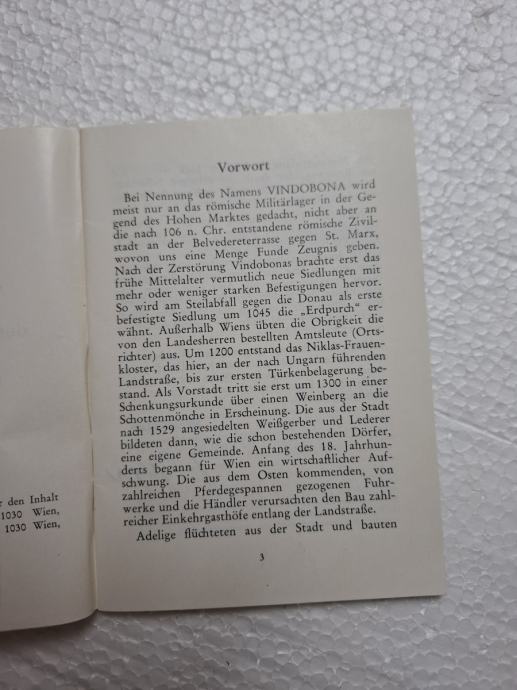 r den Inhalt
1030 Wien,
1030 Wien,
Vorwort
Bei Nennung des Namens VINDOBONA wird
meist nur an das römische Militärlager in der Ge-
gend des Hohen Marktes gedacht, nicht aber an
die nach 106 n. Chr. entstandene römische Zivil-
stadt an der Belvedereterrasse gegen St. Marx,
wovon uns eine Menge Funde Zeugnis geben.
Nach der Zerstörung Vindobonas brachte erst das
frühe Mittelalter vermutlich neue Siedlungen mit
mehr oder weniger starken Befestigungen hervor.
So wird am Steilabfall gegen die Donau als erste
befestigte Siedlung um 1045 die „Erdpurch“ er-
wähnt. Außerhalb Wiens übten die Obrigkeit die
von den Landesherren bestellten Amtsleute (Orts-
richter) aus. Um 1200 entstand das Niklas-Frauen-
kloster, das hier, an der nach Ungarn führenden
Landstraße, bis zur ersten Türkenbelagerung be-
stand. Als Vorstadt tritt sie erst um 1300 in einer
Schenkungsurkunde über einen Weinberg an die
Schottenmönche in Erscheinung. Die aus der Stadt
nach 1529 angesiedelten Weißgerber und Lederer
bildeten dann, wie die schon bestehenden Dörfer,
eine eigene Gemeinde. Anfang des 18. Jahrhun-
derts begann für Wien ein wirtschaftlicher Auf-
schwung. Die aus dem Osten kommenden, von
zahlreichen Pferdegespannen gezogenen Fuhr-
werke und die Händler verursachten den Bau zahl-
reicher Einkehrgasthöfe entlang der Landstraße.
Adelige flüchteten aus der Stadt und bauten
3